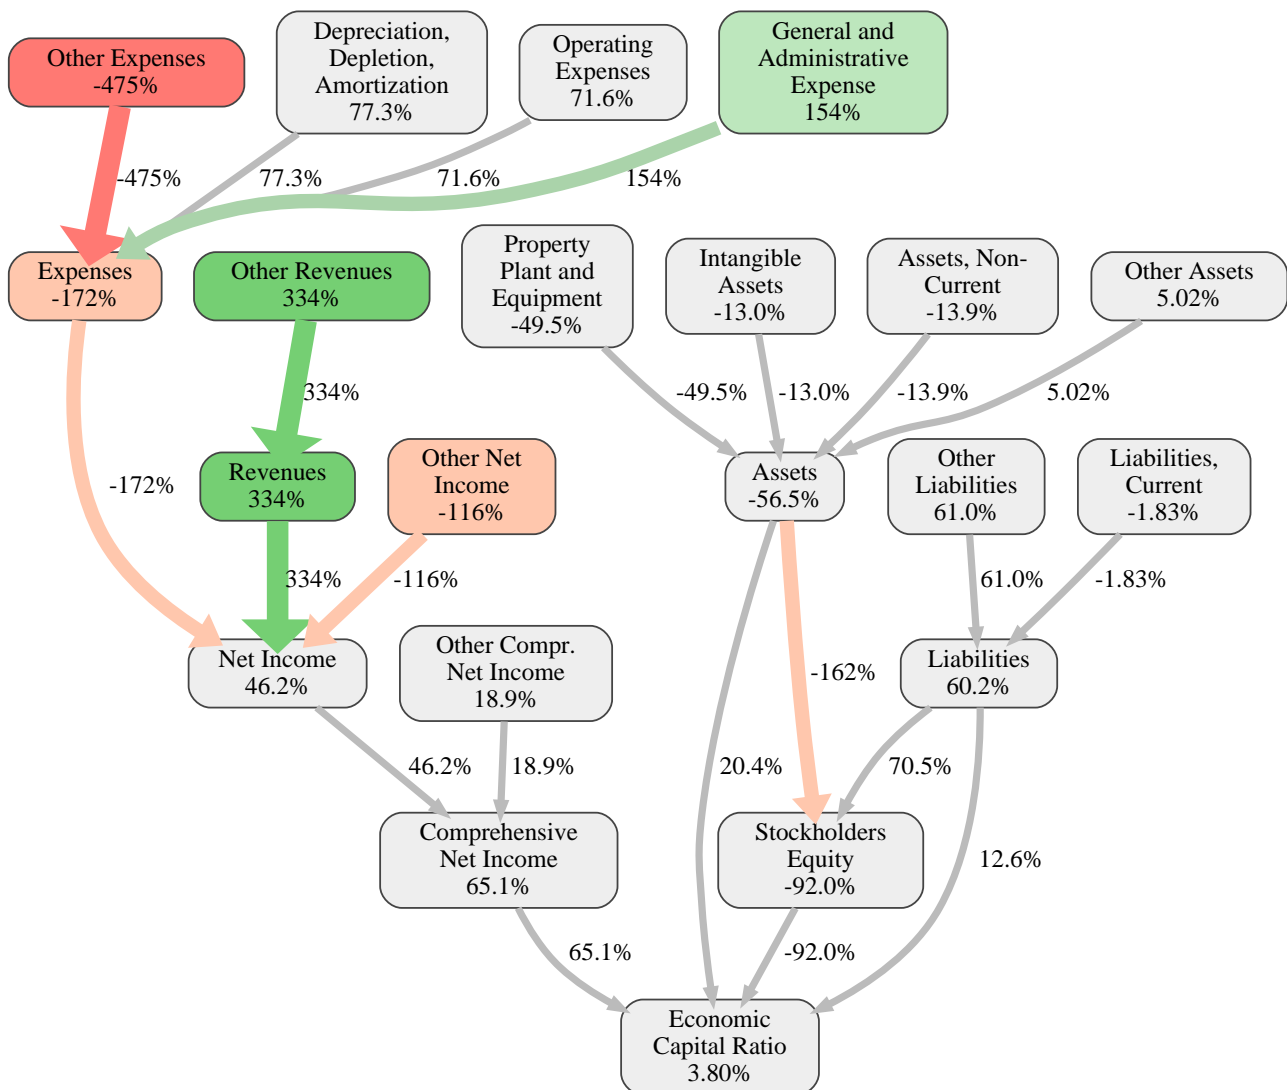 Other Expenses
-475%
Depreciation,
Depletion,
Amortization
77.3%
Operating
Expenses
71.6%
General and
Administrative
Expense
154%
-475%
77.3%
71.6%
154%
Expenses
-172%
Other Revenues
334%
Property
Plant and
Equipment
-49.5%
Intangible
Assets
-13.0%
Assets, Non-
Current
-13.9%
Other Assets
5.02%
334%
-49.5%
-13.0%
-13.9%
5.02%
-172%
Revenues
334%
Other Net
Income
-116%
Assets
-56.5%
Other
Liabilities
61.0%
Liabilities,
Current
-1.83%
334%
-116%
61.0%
-1.83%
Net Income
46.2%
Other Compr.
Net Income
18.9%
-162%
Liabilities
60.2%
46.2%
18.9%
20.4%
70.5%
Comprehensive
Net Income
65.1%
Stockholders
Equity
-92.0%
12.6%
65.1%
-92.0%
Economic
Capital Ratio
3.80%